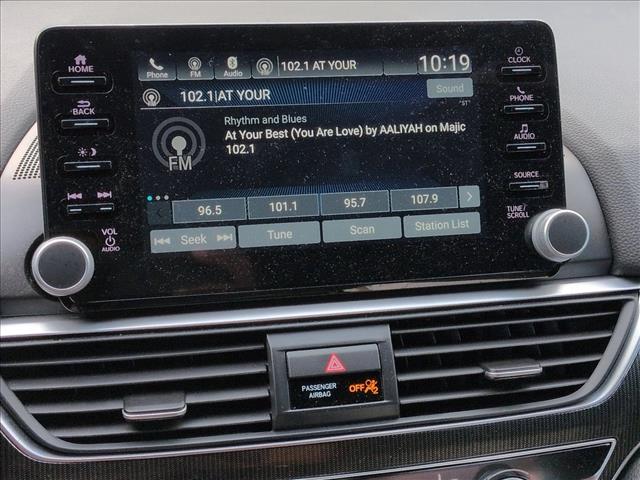 HOME
BACK
VOL
AUDIO
Phone
FM
Audio
102.1 AT YOUR
10:19
102.1|AT YOUR
Sound
"ST"
FM
Rhythm and Blues
At Your Best (You Are Love) by AALIYAH on Majic
102.1
96.5
101.1
95.7
107.9
Seek
Tune
Scan
Station List
CLOCK
PHONE
AUDIO
SOURCE
TUNE/
SCROLL
PASSENGER
AIRBAG
OFF
2